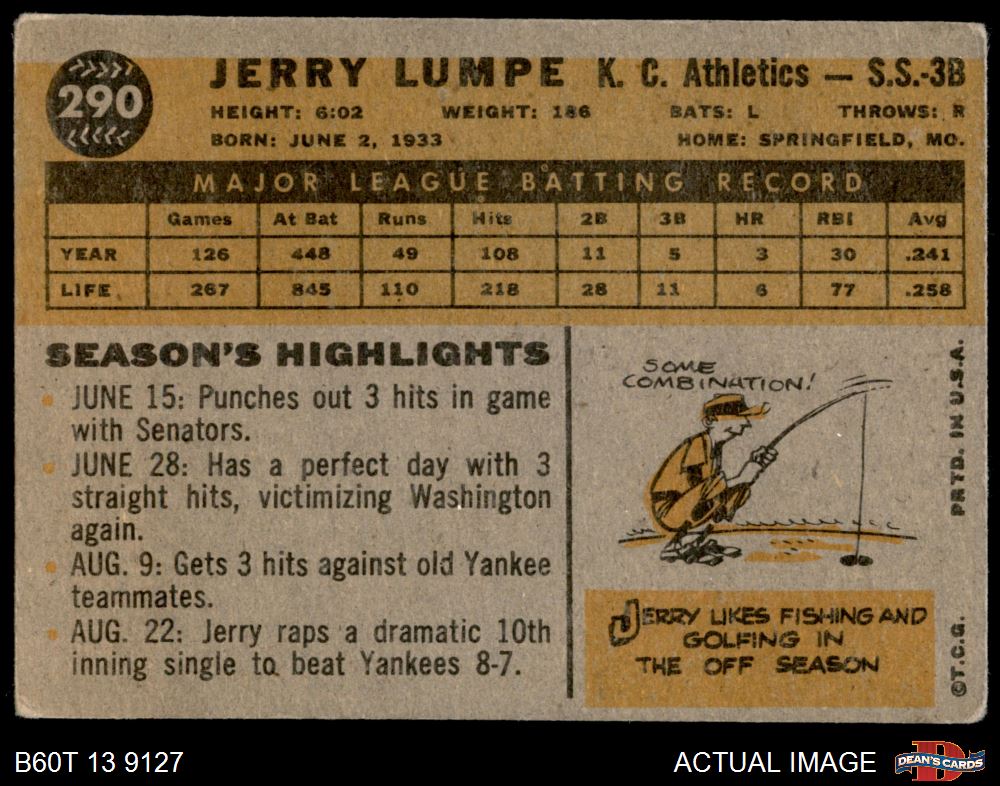 290
JERRY LUMPE K. C. Athletics — S.S.-3B
HEIGHT: 6:02 WEIGHT: 186 BATS: L THROWS: R
BORN: JUNE 2, 1933 HOME: SPRINGFIELD, MO.
MAJOR LEAGUE BATTING RECORD
Games At Bat Runs Hits 2B 3B HR RBI Avg
YEAR 126 448 49 108 11 5 3 30 .241
LIFE 267 845 110 218 28 11 6 77 .258
SEASON'S HIGHLIGHTS
• JUNE 15: Punches out 3 hits in game
with Senators.
• JUNE 28: Has a perfect day with 3
straight hits, victimizing Washington
again.
• AUG. 9: Gets 3 hits against old Yankee
teammates.
• AUG. 22: Jerry raps a dramatic 10th
inning single to beat Yankees 8-7.
SOME
COMBINATION!
JERRY LIKES FISHING AND
GOLFING IN
THE OFF SEASON
©T.C.G. PRTD. IN U.S.A.
B60T 13 9127 ACTUAL IMAGE
DEAN'S CARDS